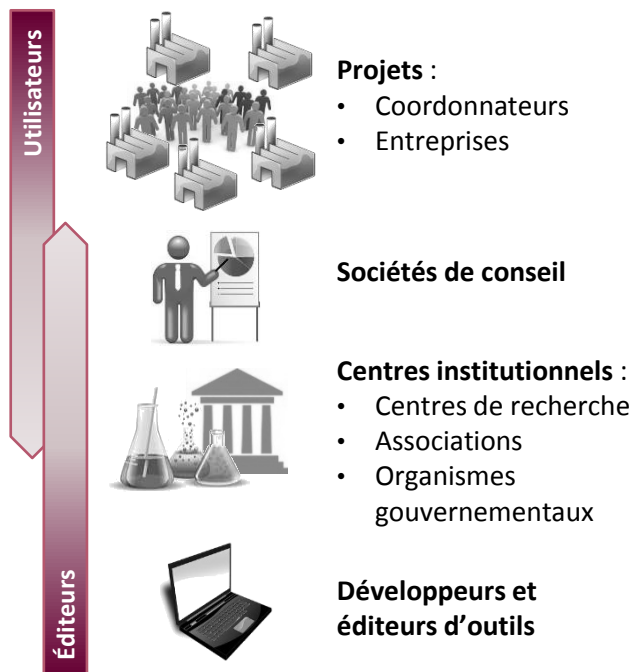 Utilisateurs
Projets :
• Coordonnateurs
• Entreprises
Sociétés de conseil
Centres institutionnels :
• Centres de recherche
• Associations
• Organismes
gouvernementaux
Éditeurs
Développeurs et
éditeurs d’outils